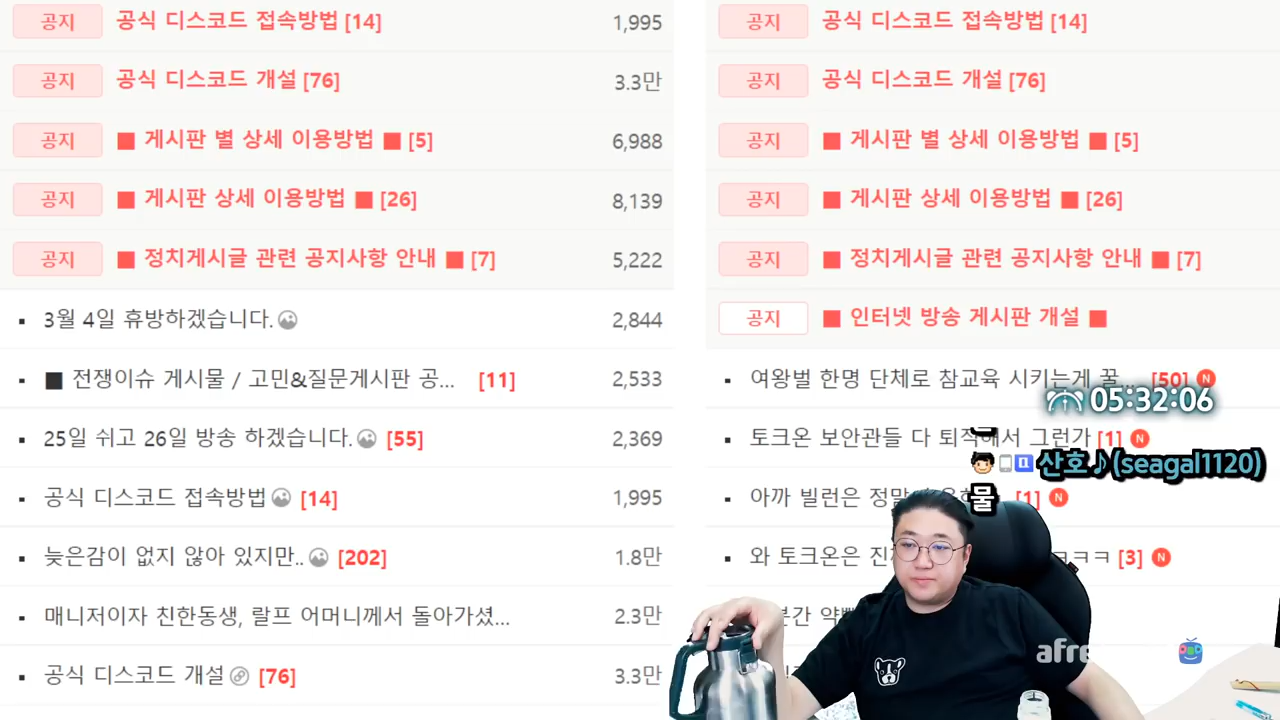 공지 공식 디스코드 접속방법 [14] 1,995
공지 공식 디스코드 개설 [76] 3.3만
공지 ■ 게시판 별 상세 이용방법 ■ [5] 6,988
공지 ■ 게시판 상세 이용방법 ■ [26] 8,139
공지 ■ 정치게시글 관련 공지사항 안내 ■ [7] 5,222
3월 4일 휴방하겠습니다. 2,844
■ 전쟁이슈 게시물 / 고민&질문게시판 공... [11] 2,533
25일 쉬고 26일 방송 하겠습니다. [55] 2,369
공식 디스코드 접속방법 [14] 1,995
늦은감이 없지 않아 있지만.. [202] 1.8만
매니저이자 친한동생, 랄프 어머니께서 돌아가셨... 2.3만
공식 디스코드 개설 [76] 3.3만
공지 공식 디스코드 접속방법 [14]
공지 공식 디스코드 개설 [76]
공지 ■ 게시판 별 상세 이용방법 ■ [5]
공지 ■ 게시판 상세 이용방법 ■ [26]
공지 ■ 정치게시글 관련 공지사항 안내 ■ [7]
공지 ■ 인터넷 방송 게시판 개설 ■
여왕벌 한명 단체로 참교육 시키는게 꿀... [50] N
05:32:06
토크온 보안관들 다 퇴직해서 그런가 [1] N
산호♪(seagal1120)
물
아까 빌런은 [1] N
와 토크온은 ㅋㅋ [3] N
afre